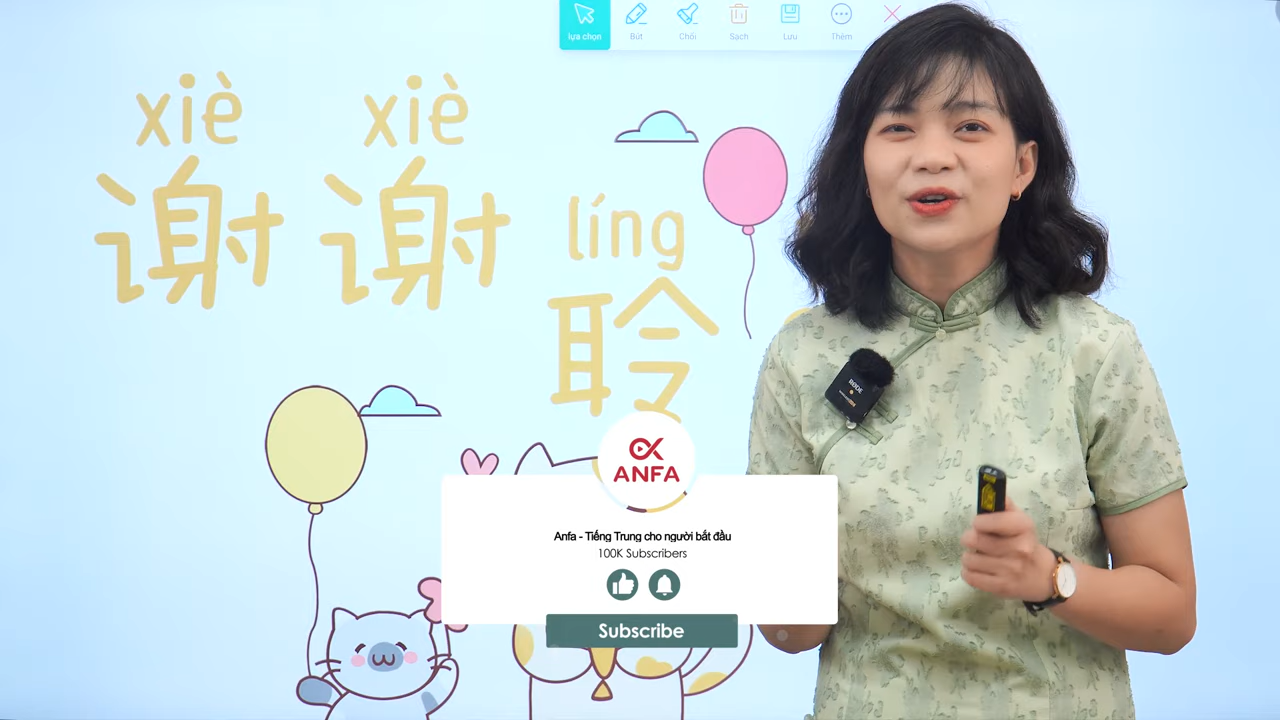 lựa chọn
Bút
Chổi
Sạch
Lưu
Thêm
xiè xiè
谢谢
líng
聆
RØDE
ANFA
Anfa - Tiếng Trung cho người bắt đầu
100K Subscribers
Subscribe